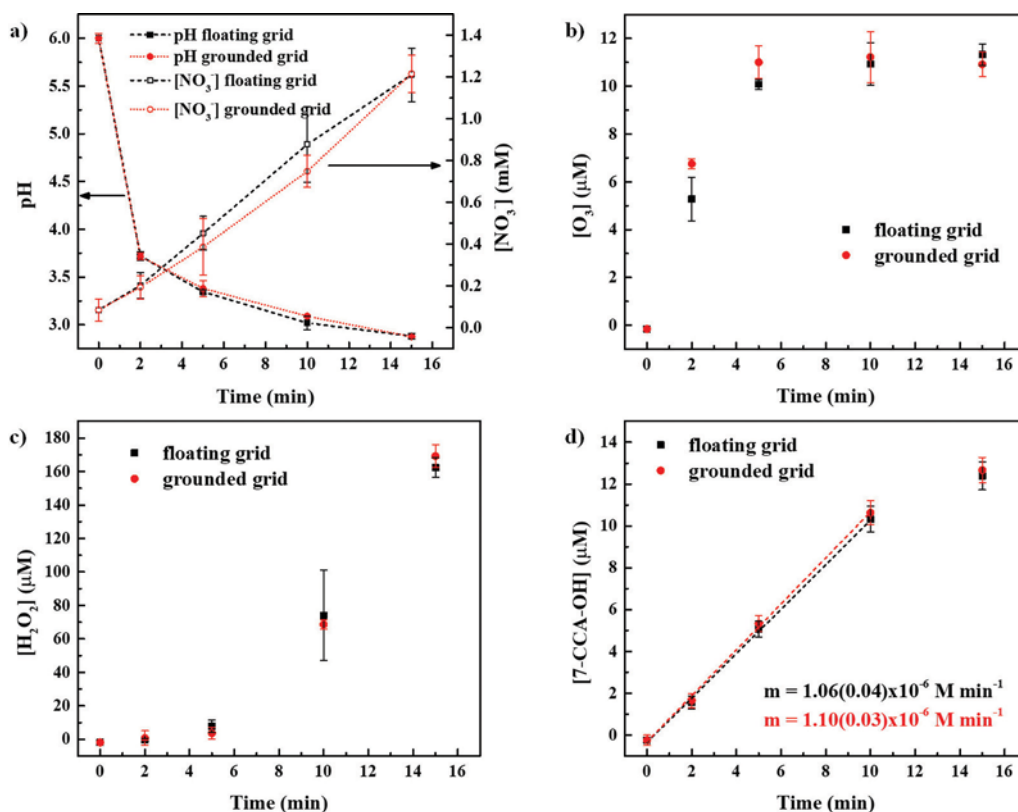 a)
pH floating grid
pH grounded grid
[NO₃⁻] floating grid
[NO₃⁻] grounded grid
6.0
5.5
5.0
4.5
4.0
3.5
3.0
pH
1.4
1.2
1.0
0.8
0.6
0.4
0.2
0.0
[NO₃⁻] (mM)
0 2 4 6 8 10 12 14 16
Time (min)
b)
12
10
8
6
4
2
0
[O₃] (μM)
floating grid
grounded grid
0 2 4 6 8 10 12 14 16
Time (min)
c)
floating grid
grounded grid
180
160
140
120
100
80
60
40
20
0
[H₂O₂] (μM)
0 2 4 6 8 10 12 14 16
Time (min)
d)
floating grid
grounded grid
14
12
10
8
6
4
2
0
[7-CCA-OH] (μM)
m = 1.06(0.04)x10⁻⁶ M min⁻¹
m = 1.10(0.03)x10⁻⁶ M min⁻¹
0 2 4 6 8 10 12 14 16
Time (min)